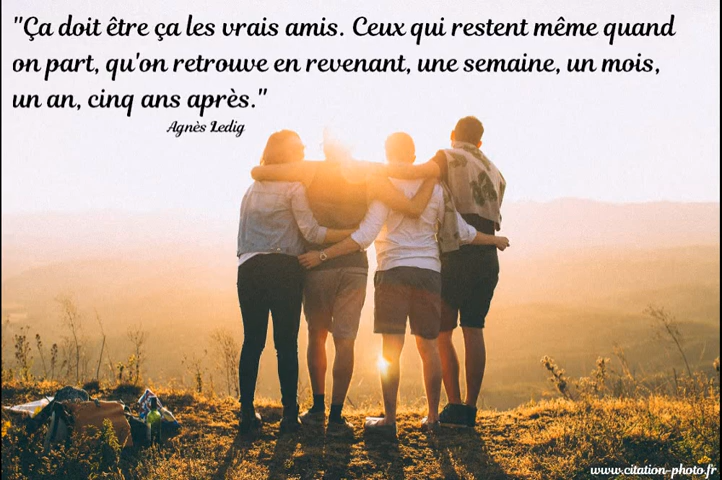 "Ça doit être ça les vrais amis. Ceux qui restent même quand
on part, qu'on retrouve en revenant, une semaine, un mois,
un an, cinq ans après."
Agnès Ledig
www.citation-photo.fr